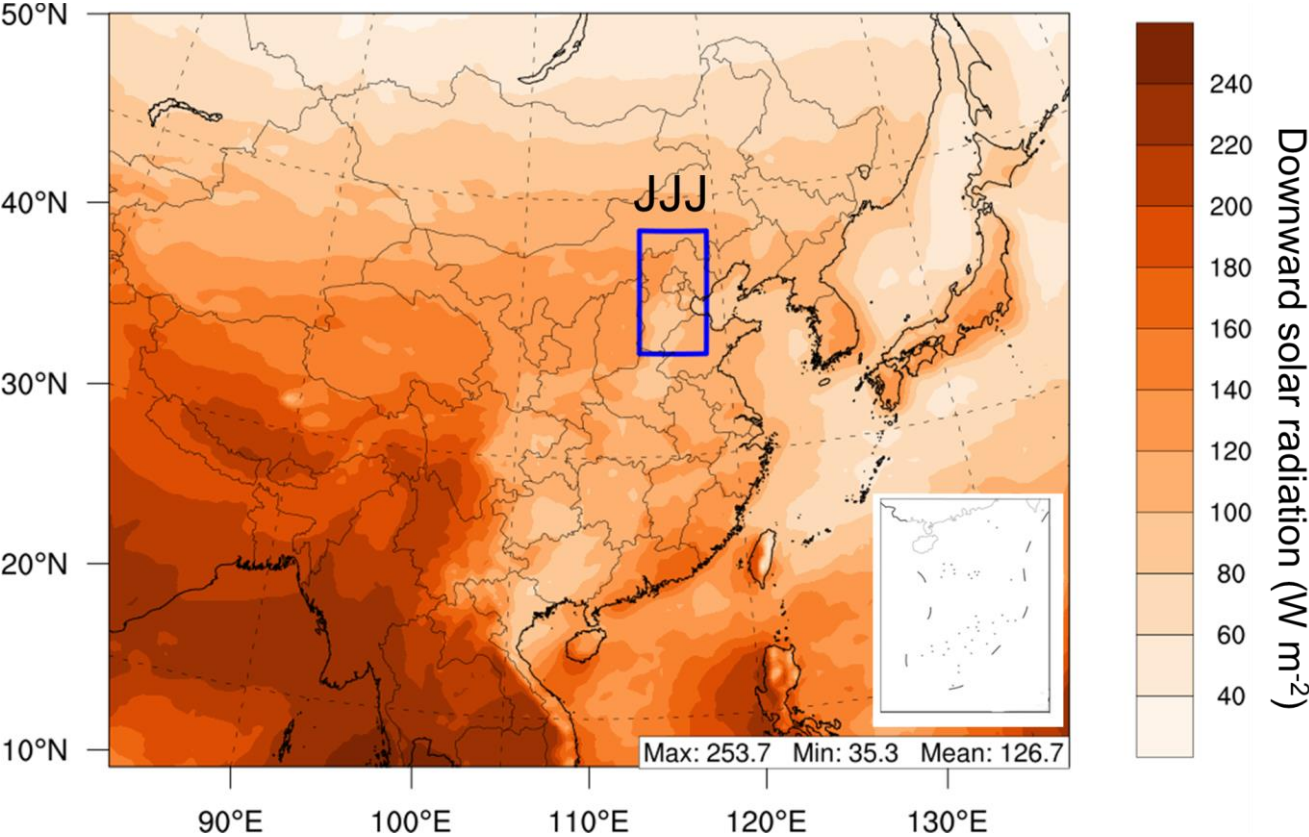 50°N
40°N
30°N
20°N
10°N
JJJ
Max: 253.7 Min: 35.3 Mean: 126.7
90°E 100°E 110°E 120°E 130°E
240
220
200
180
160
140
120
100
80
60
40
Downward solar radiation (W m⁻²)